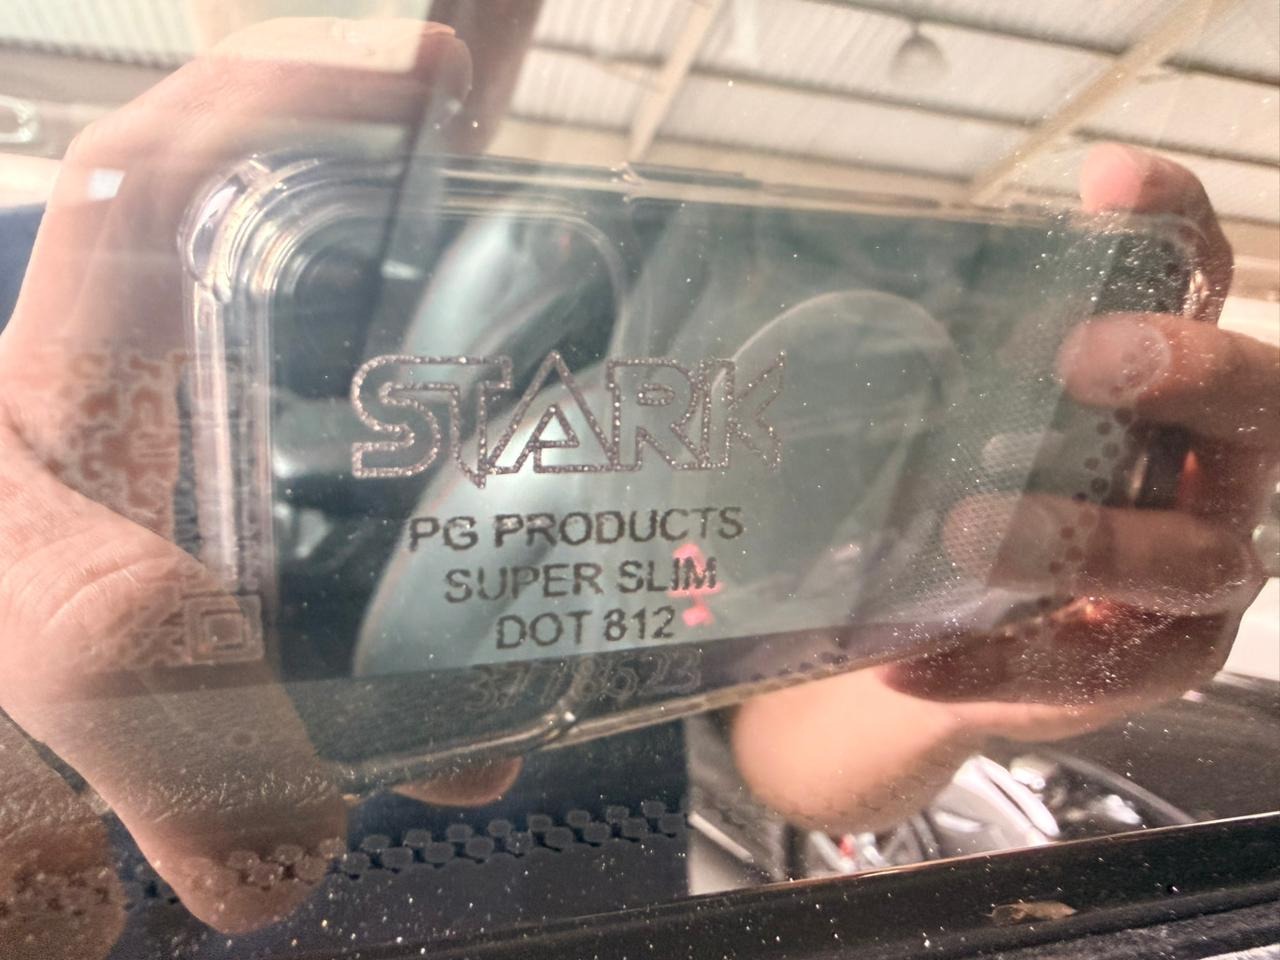 STARK
PG PRODUCTS
SUPER SLIM
DOT 812